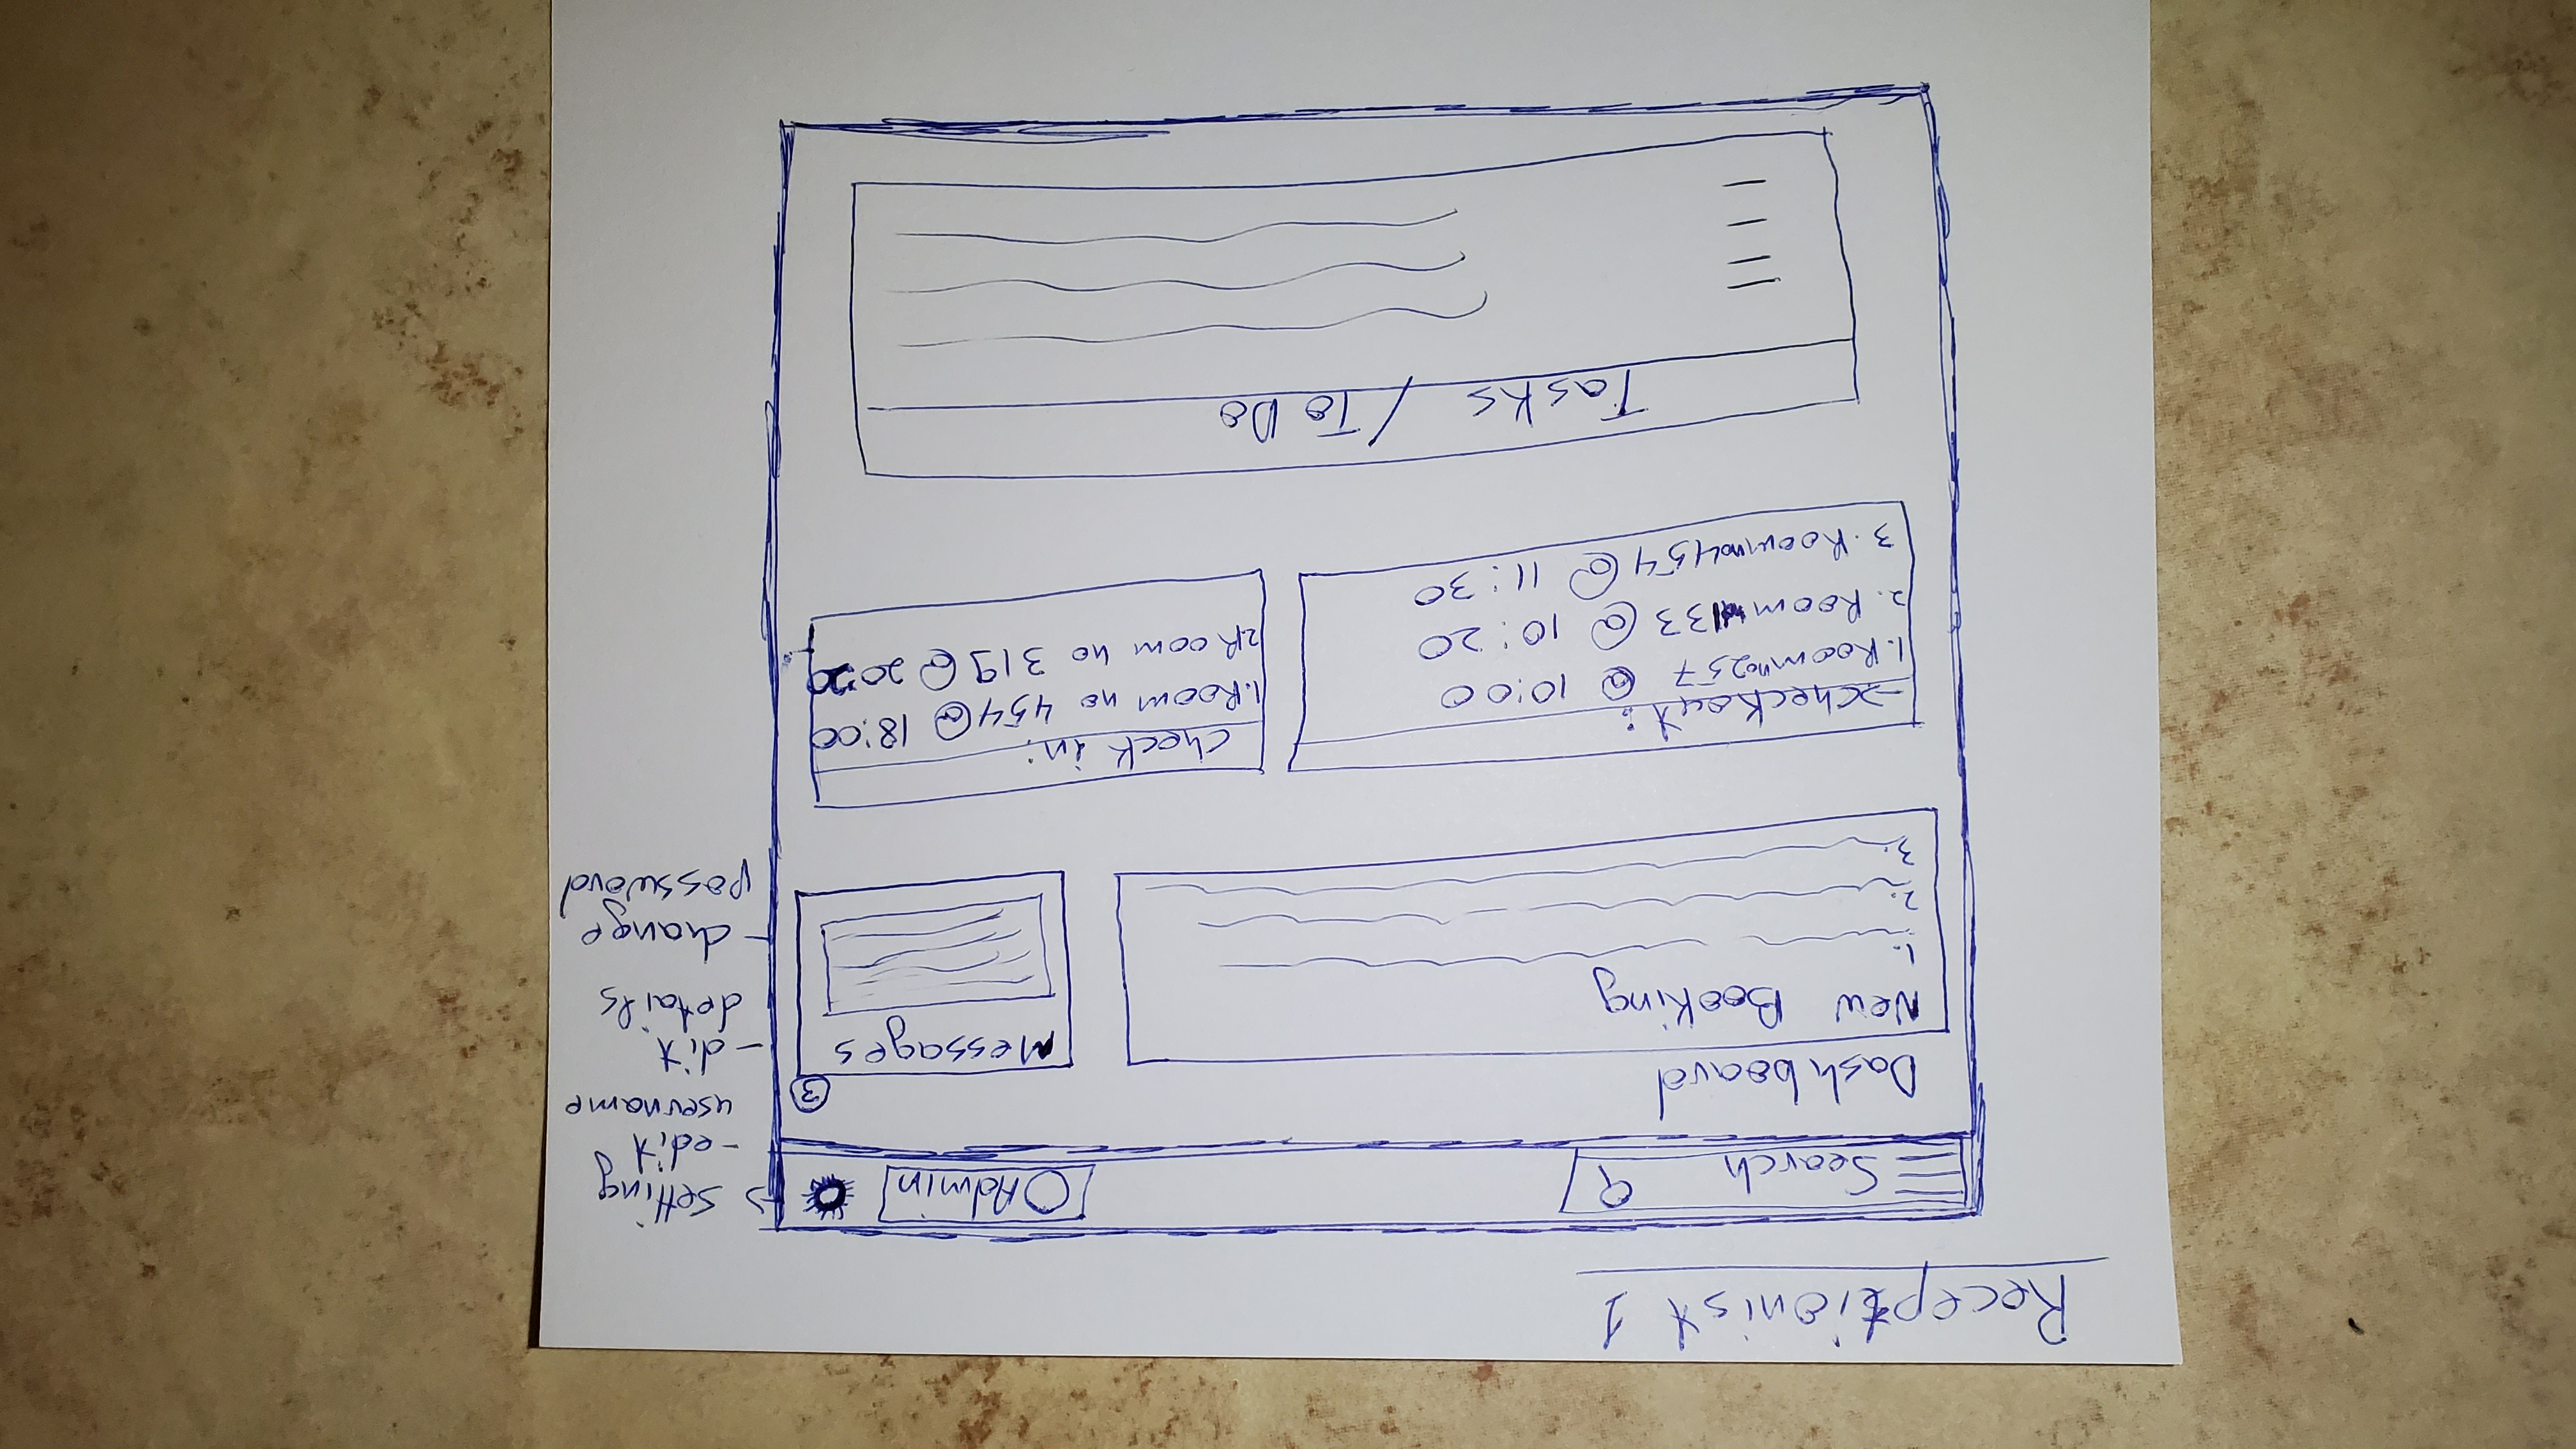 Receptionist 1
Search
Admin
Setting
- edit
username
- dit
details
- change
password
Dashboard
New Booking
1.
2.
3.
Messages
3
→ Checkout:
1. Room no 257 @ 10:00
2. Room 133 @ 10:20
3. Room no 454 @ 11:30
Check in:
1. Room no 454 @ 18:00
2. Room no 319 @
Tasks / To Do